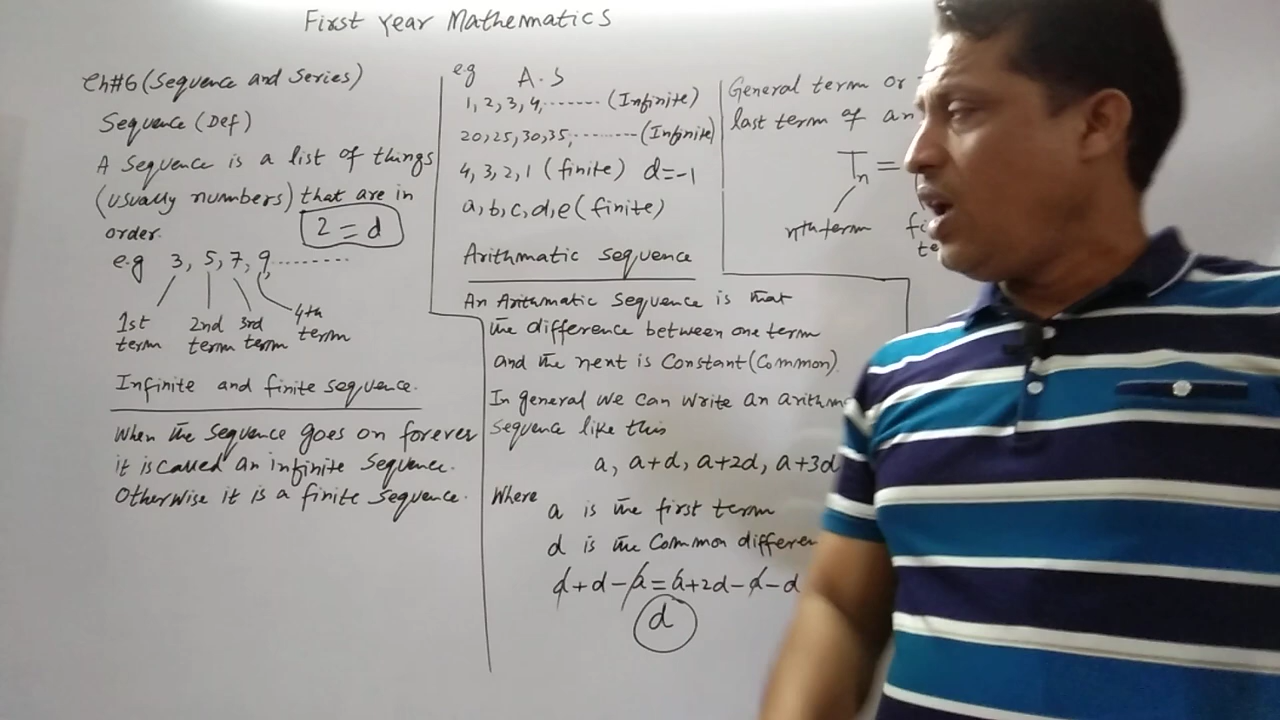 First Year Mathematics
Ch#6 (Sequence and Series)
Sequence (Def)
A Sequence is a list of things
(usually numbers) that are in
order.
2 = d
e.g 3, 5, 7, 9, ..........
1st term 2nd term 3rd term 4th term
Infinite and finite sequence.
When the sequence goes on forever
it is called an infinite sequence.
Otherwise it is a finite sequence.
e.g A.S
1, 2, 3, 4, ....... (Infinite)
20, 25, 30, 35, ......... (Infinite)
4, 3, 2, 1 (finite) d=-1
a, b, c, d, e (finite)
Arithmatic sequence
An Arithmatic sequence is that
the difference between one term
and the next is Constant (Common).
In general we can write an arithm
sequence like this
a, a+d, a+2d, a+3d
Where
a is the first term
d is the Common differen
a+d-a=a+2d-a-d
d
General term or
last term of an
Tn =
nth term
fi
te